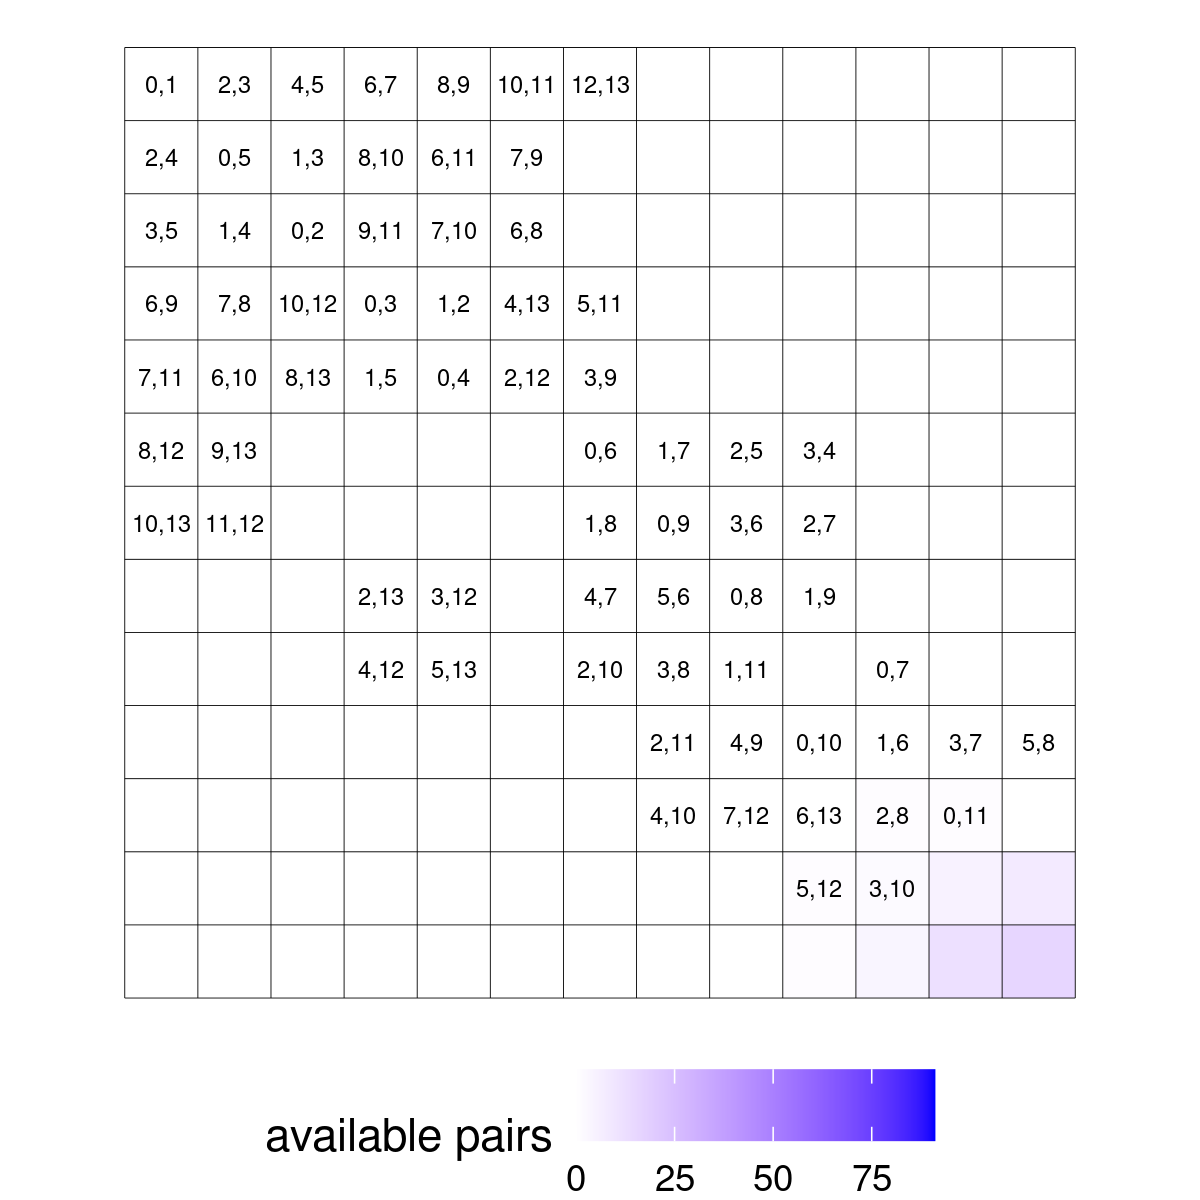 0,1 2,3 4,5 6,7 8,9 10,11 12,13
2,4 0,5 1,3 8,10 6,11 7,9
3,5 1,4 0,2 9,11 7,10 6,8
6,9 7,8 10,12 0,3 1,2 4,13 5,11
7,11 6,10 8,13 1,5 0,4 2,12 3,9
8,12 9,13 0,6 1,7 2,5 3,4
10,13 11,12 1,8 0,9 3,6 2,7
2,13 3,12 4,7 5,6 0,8 1,9
4,12 5,13 2,10 3,8 1,11 0,7
2,11 4,9 0,10 1,6 3,7 5,8
4,10 7,12 6,13 2,8 0,11
5,12 3,10
available pairs
0 25 50 75